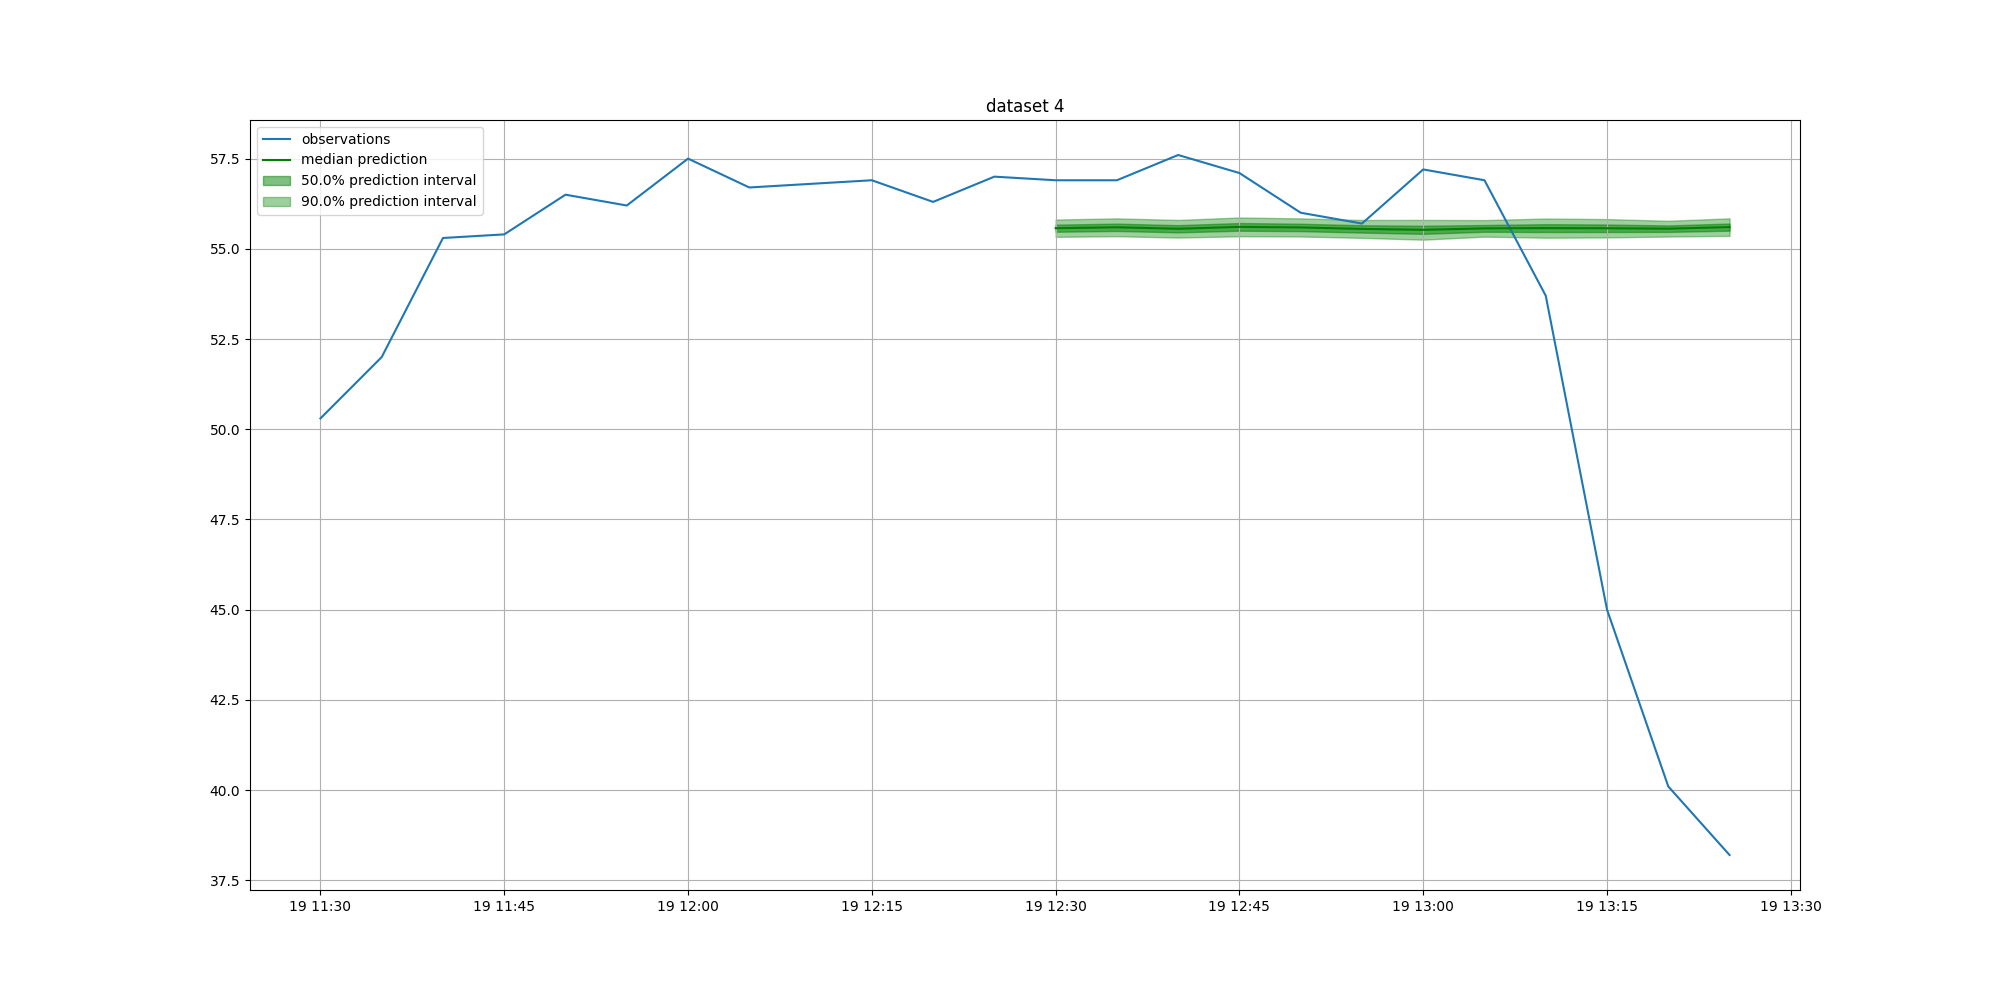 dataset 4
observations
median prediction
50.0% prediction interval
90.0% prediction interval
57.5
55.0
52.5
50.0
47.5
45.0
42.5
40.0
37.5
19 11:30 19 11:45 19 12:00 19 12:15 19 12:30 19 12:45 19 13:00 19 13:15 19 13:30